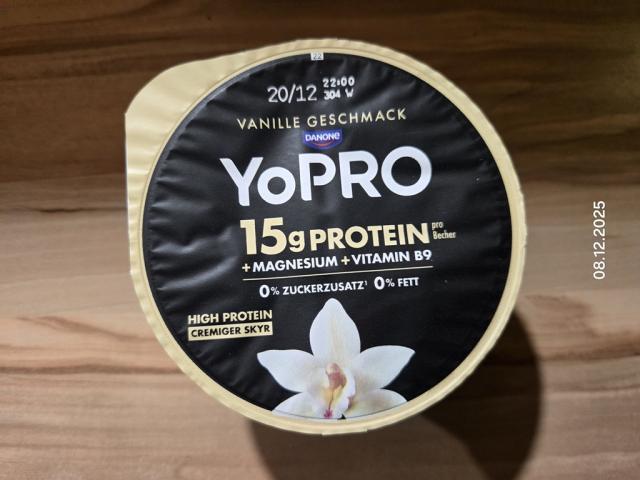 22
20/12 22:00
304 W
VANILLE GESCHMACK
DANONE
YoPRO
15g PROTEIN pro Becher
+MAGNESIUM +VITAMIN B9
0% ZUCKERZUSATZ¹ 0% FETT
HIGH PROTEIN
CREMIGER SKYR
08.12.2025